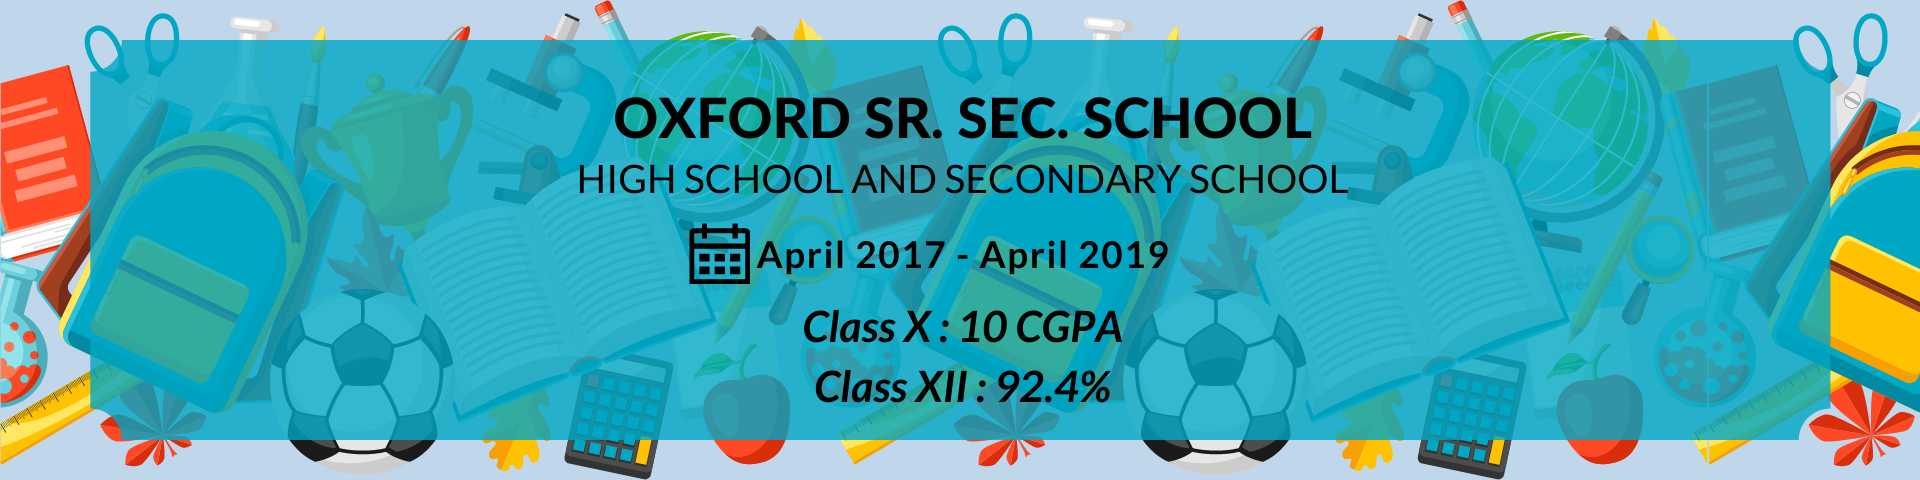 OXFORD SR. SEC. SCHOOL
HIGH SCHOOL AND SECONDARY SCHOOL
April 2017 - April 2019
Class X : 10 CGPA
Class XII : 92.4%